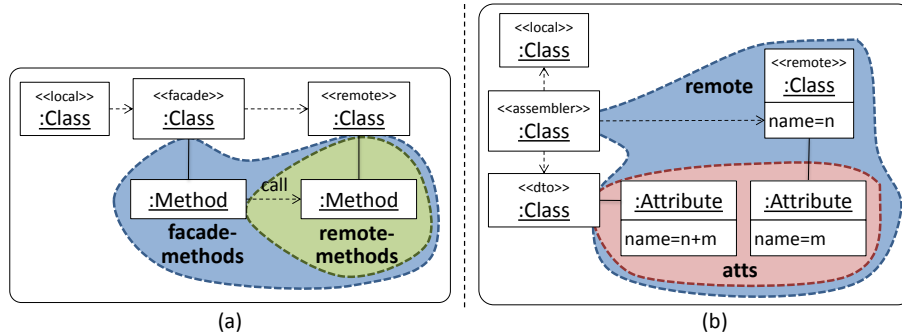 <<local>>
:Class
<<facade>>
:Class
<<remote>>
:Class
:Method
call
:Method
facade-
methods
remote-
methods
(a)
<<local>>
:Class
<<assembler>>
:Class
<<dto>>
:Class
remote
<<remote>>
:Class
name=n
:Attribute
name=n+m
:Attribute
name=m
atts
(b)